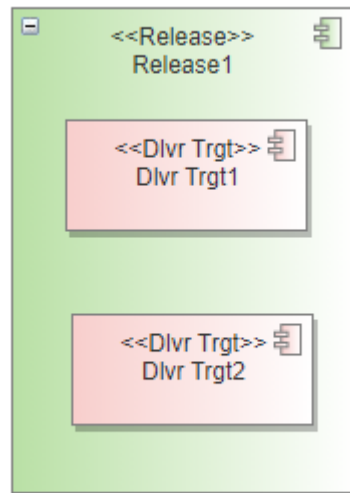 <<Release>>
Release1
<<Dlvr Trgt>>
Dlvr Trgt1
<<Dlvr Trgt>>
Dlvr Trgt2